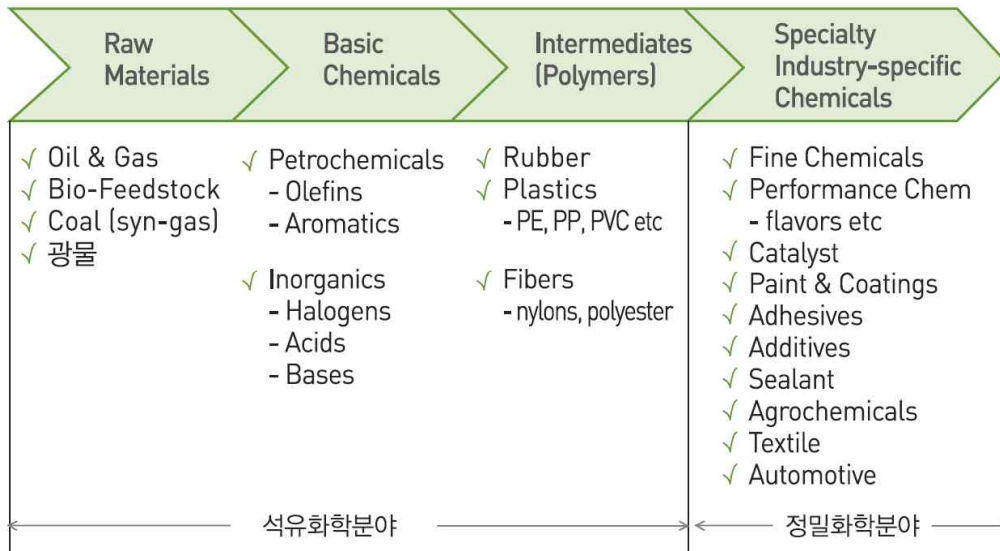 Raw
Materials
Basic
Chemicals
Intermediates
(Polymers)
Specialty
Industry-specific
Chemicals
√ Oil & Gas
√ Bio-Feedstock
√ Coal (syn-gas)
√ 광물
√ Petrochemicals
- Olefins
- Aromatics
√ Inorganics
- Halogens
- Acids
- Bases
√ Rubber
√ Plastics
- PE, PP, PVC etc
√ Fibers
- nylons, polyester
√ Fine Chemicals
√ Performance Chem
- flavors etc
√ Catalyst
√ Paint & Coatings
√ Adhesives
√ Additives
√ Sealant
√ Agrochemicals
√ Textile
√ Automotive
석유화학분야
정밀화학분야